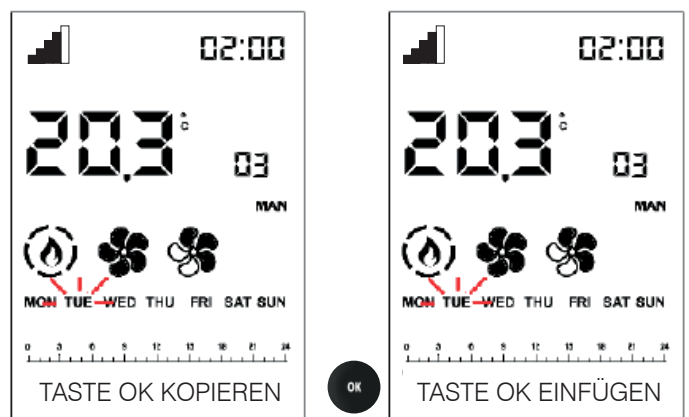 02:00
20,3 °c
03
MAN
MON TUE WED THU FRI SAT SUN
0 3 6 9 12 15 18 21 24
TASTE OK KOPIEREN
OK
02:00
20,3 °c
03
MAN
MON TUE WED THU FRI SAT SUN
0 3 6 9 12 15 18 21 24
TASTE OK EINFÜGEN